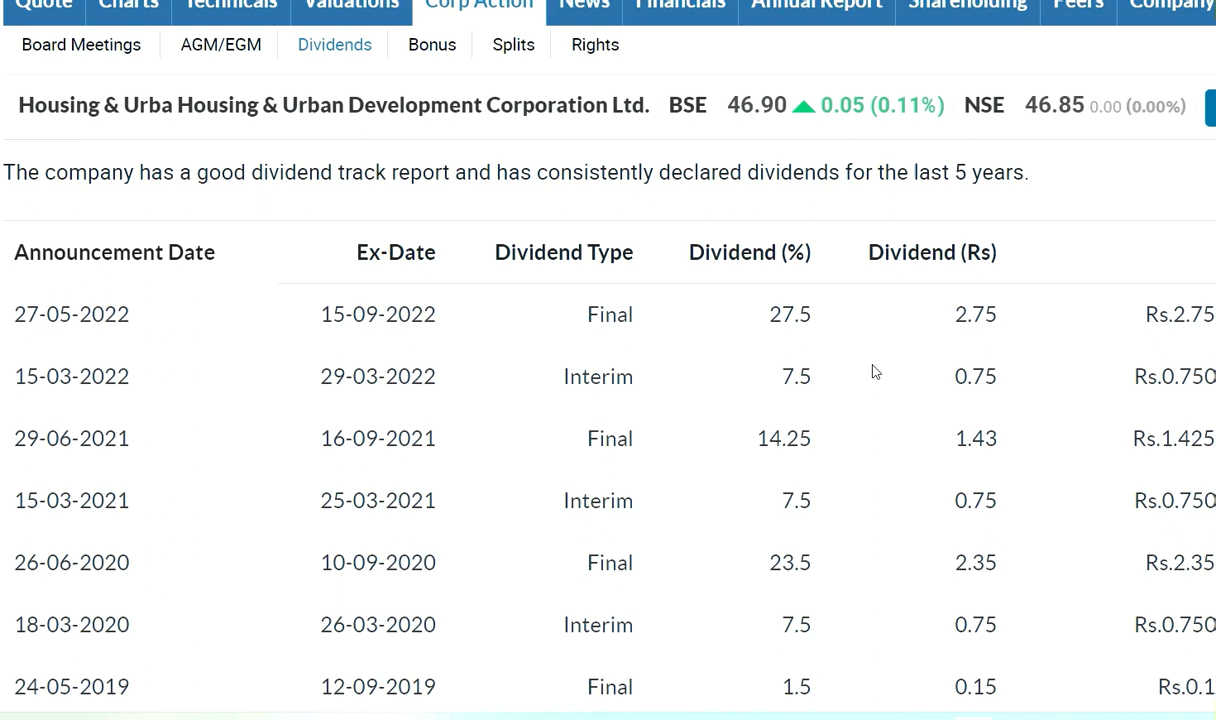 Quote Charts Technicals Valuations Corp Action News Financials Annual Report Shareholding Peers Company
Board Meetings AGM/EGM Dividends Bonus Splits Rights
Housing & Urba Housing & Urban Development Corporation Ltd. BSE 46.90 0.05 (0.11%) NSE 46.85 0.00 (0.00%)
The company has a good dividend track report and has consistently declared dividends for the last 5 years.
Announcement Date Ex-Date Dividend Type Dividend (%) Dividend (Rs)
27-05-2022 15-09-2022 Final 27.5 2.75 Rs.2.75
15-03-2022 29-03-2022 Interim 7.5 0.75 Rs.0.750
29-06-2021 16-09-2021 Final 14.25 1.43 Rs.1.425
15-03-2021 25-03-2021 Interim 7.5 0.75 Rs.0.750
26-06-2020 10-09-2020 Final 23.5 2.35 Rs.2.35
18-03-2020 26-03-2020 Interim 7.5 0.75 Rs.0.750
24-05-2019 12-09-2019 Final 1.5 0.15 Rs.0.1